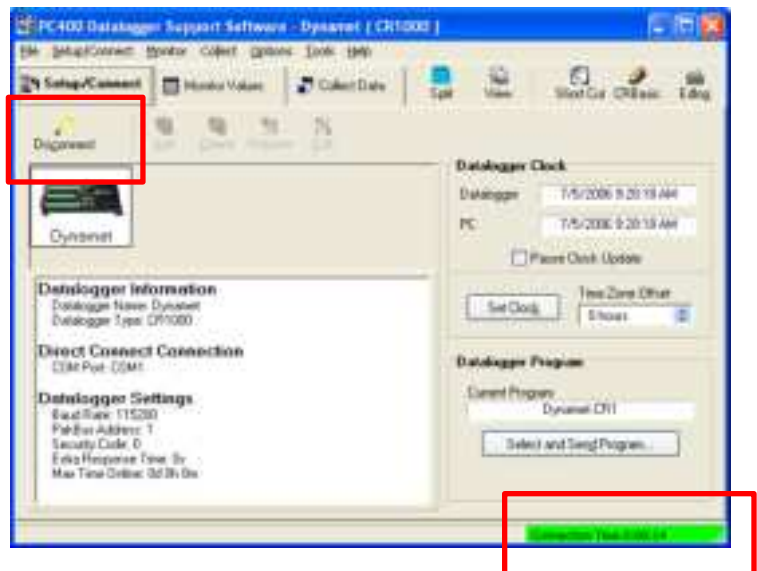 PC400 Datalogger Support Software - Dynamet ( CR1000 )
File Setup/Connect Monitor Collect Options Tools Help
Setup/Connect Monitor Values Collect Data Split View Short Cut CRBasic
Disconnect Edit
Dynamet
Datalogger Information
Datalogger Name: Dynamet
Datalogger Type: CR1000
Direct Connect Connection
COM Port: COM1
Datalogger Settings
Baud Rate: 115200
PakBus Address: 1
Security Code: 0
Extra Response Time: 0s
Max Time Online: 0d 0h 0m
Datalogger Clock
Datalogger 7/5/2006 9:20:18 AM
PC 7/5/2006 9:20:18 AM
Pause Clock Update
Set Clock
Time Zone Offset
0 hours
Datalogger Program
Current Program
Dynamet.CR1
Select and Send Program...
Connection Time